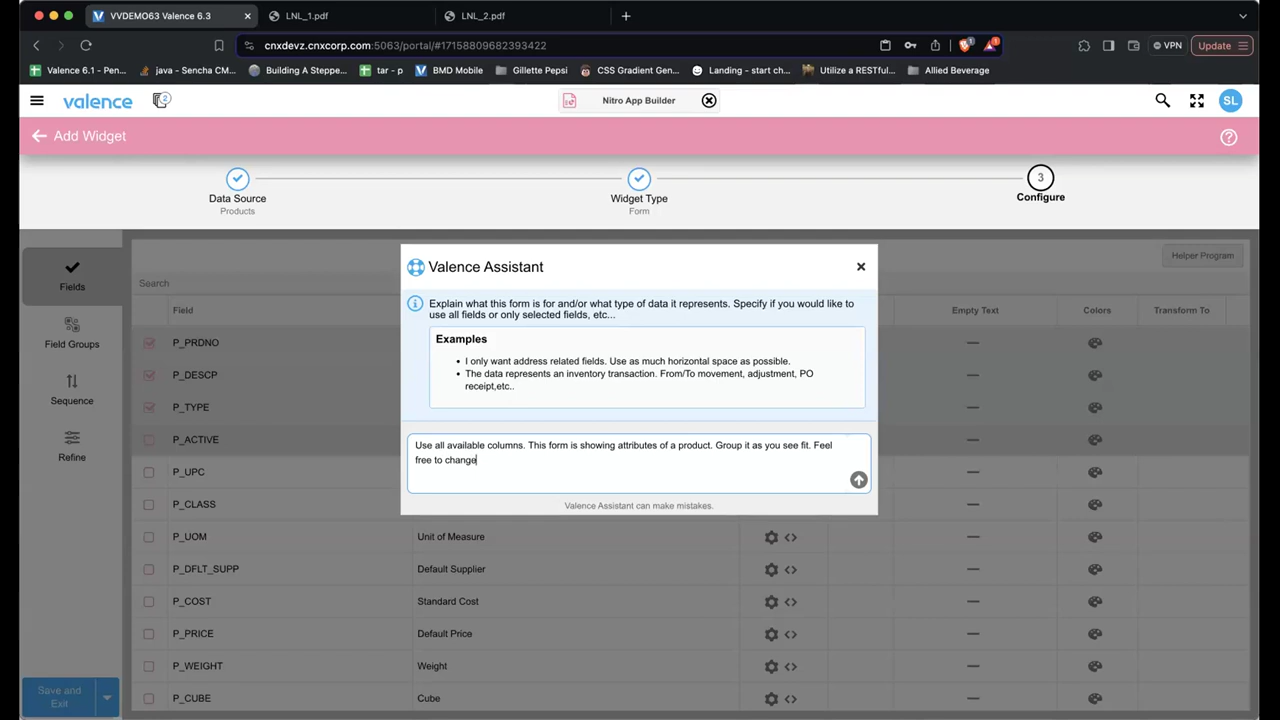 VVDEMO63 Valence 6.3
LNL_1.pdf
LNL_2.pdf
cnxdevz.cnxcorp.com:5063/portal/#17158809682393422
1
VPN
Update
Valence 6.1 - Pen...
java - Sencha CM...
Building A Steppe...
tar - p
BMD Mobile
Gillette Pepsi
CSS Gradient Gen...
Landing – start ch...
Utilize a RESTful...
Allied Beverage
valence
2
Nitro App Builder
SL
Add Widget
Data Source
Products
Widget Type
Form
3
Configure
Fields
Field Groups
Sequence
Refine
Save and
Exit
Helper Program
Search
Field
Empty Text
Colors
Transform To
P_PRDNO
P_DESCP
P_TYPE
P_ACTIVE
P_UPC
P_CLASS
P_UOM
Unit of Measure
P_DFLT_SUPP
Default Supplier
P_COST
Standard Cost
P_PRICE
Default Price
P_WEIGHT
Weight
P_CUBE
Cube
Valence Assistant
Explain what this form is for and/or what type of data it represents. Specify if you would like to
use all fields or only selected fields, etc...
Examples
• I only want address related fields. Use as much horizontal space as possible.
• The data represents an inventory transaction. From/To movement, adjustment, PO
receipt,etc..
Use all available columns. This form is showing attributes of a product. Group it as you see fit. Feel
free to change
Valence Assistant can make mistakes.